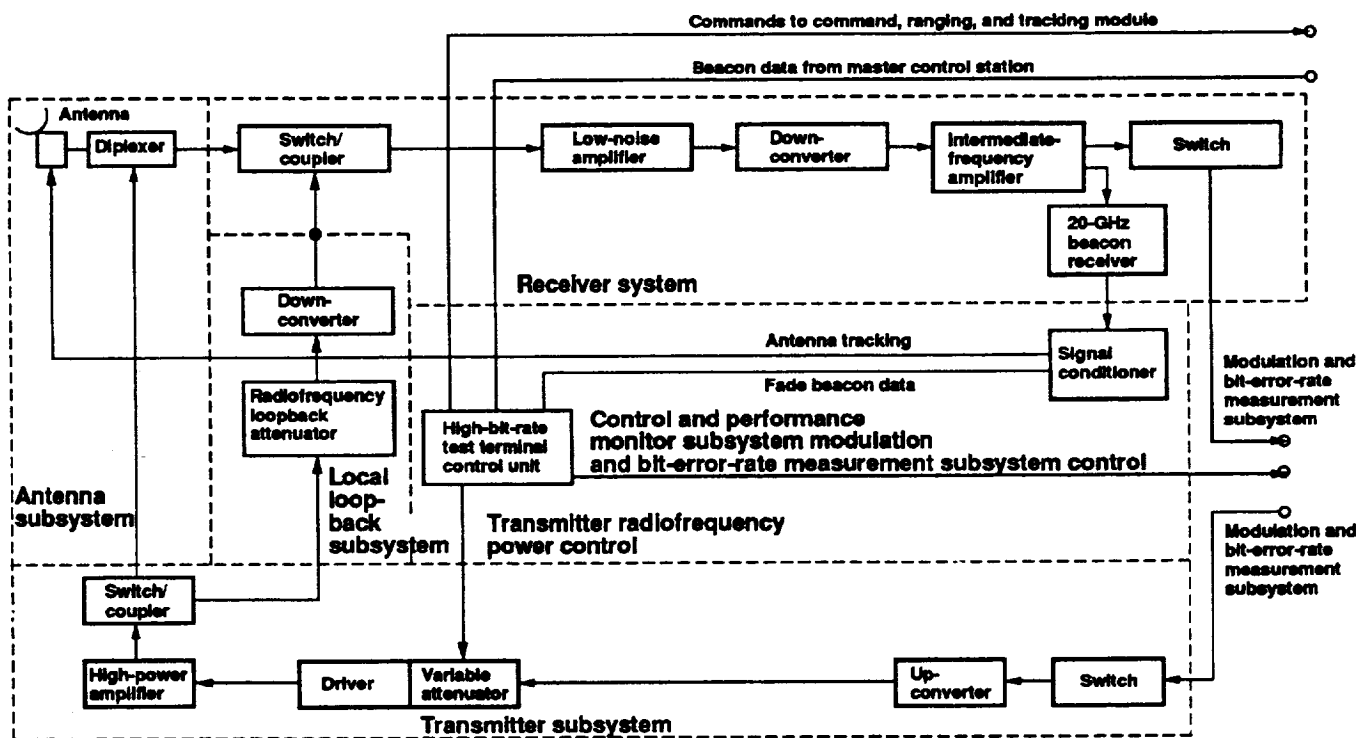 Commands to command, ranging, and tracking module
Beacon data from master control station
Antenna
Diplexer
Switch/
coupler
Low-noise
amplifier
Down-
converter
Intermediate-
frequency
amplifier
Switch
20-GHz
beacon
receiver
Receiver system
Down-
converter
Antenna tracking
Signal
conditioner
Fade beacon data
Modulation and
bit-error-rate
measurement
subsystem
Radiofrequency
loopback
attenuator
High-bit-rate
test terminal
control unit
Control and performance
monitor subsystem modulation
and bit-error-rate measurement subsystem control
Antenna
subsystem
Local
loop-
back
subsystem
Transmitter radiofrequency
power control
Modulation and
bit-error-rate
measurement
subsystem
Switch/
coupler
High-power
amplifier
Driver
Variable
attenuator
Up-
converter
Switch
Transmitter subsystem